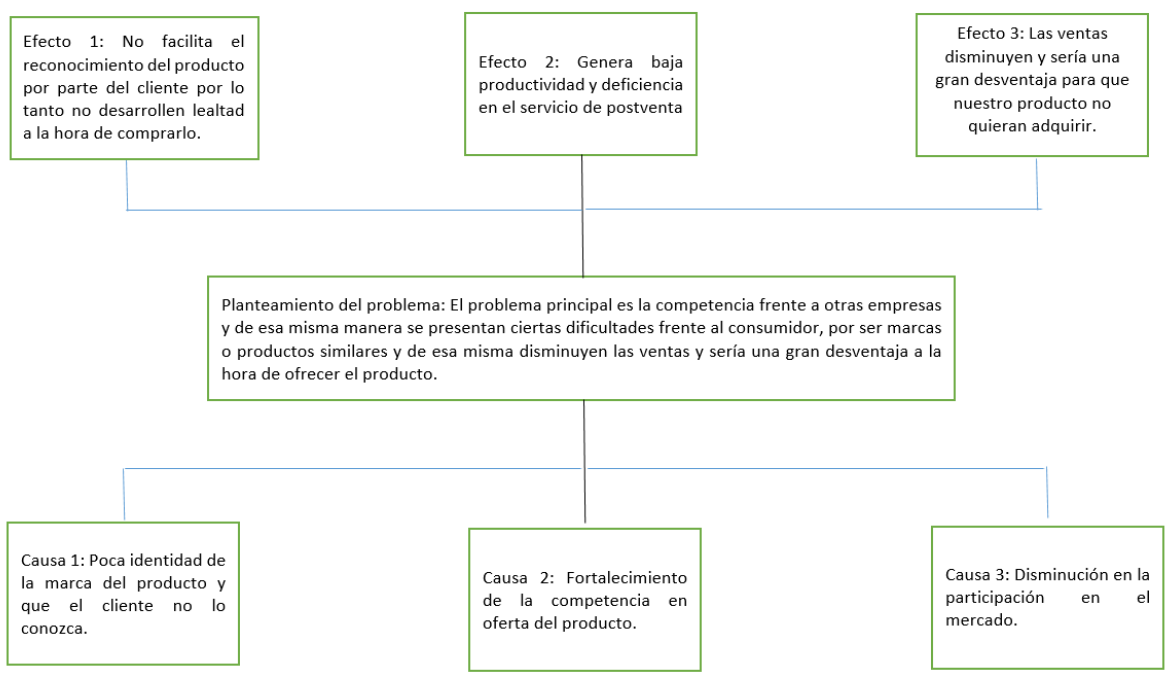 Efecto 1: No facilita el
reconocimiento del producto
por parte del cliente por lo
tanto no desarrollen lealtad
a la hora de comprarlo.
Efecto 2: Genera baja
productividad y deficiencia
en el servicio de postventa
Efecto 3: Las ventas
disminuyen y sería una
gran desventaja para que
nuestro producto no
quieran adquirir.
Planteamiento del problema: El problema principal es la competencia frente a otras empresas
y de esa misma manera se presentan ciertas dificultades frente al consumidor, por ser marcas
o productos similares y de esa misma disminuyen las ventas y sería una gran desventaja a la
hora de ofrecer el producto.
Causa 1: Poca identidad de
la marca del producto y
que el cliente no lo
conozca.
Causa 2: Fortalecimiento
de la competencia en
oferta del producto.
Causa 3: Disminución en la
participación en el
mercado.